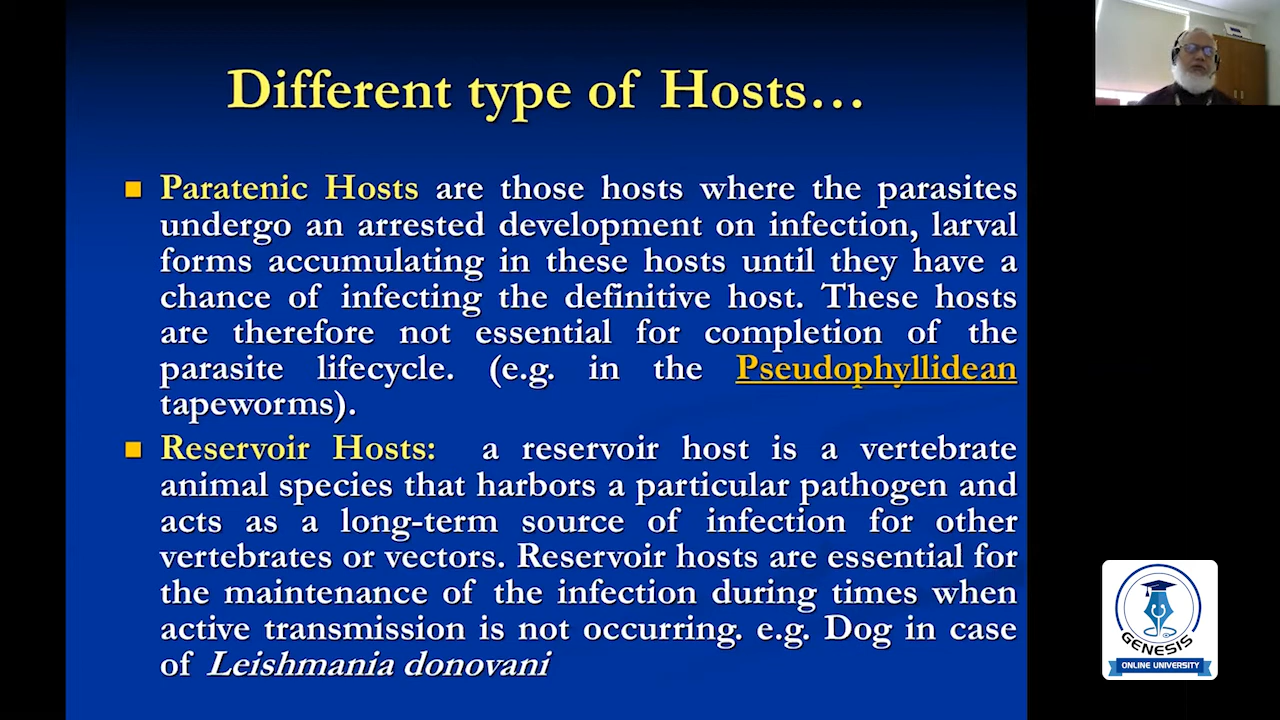 Different type of Hosts…
Paratenic Hosts are those hosts where the parasites
undergo an arrested development on infection, larval
forms accumulating in these hosts until they have a
chance of infecting the definitive host. These hosts
are therefore not essential for completion of the
parasite lifecycle. (e.g. in the Pseudophyllidean
tapeworms).
Reservoir Hosts: a reservoir host is a vertebrate
animal species that harbors a particular pathogen and
acts as a long-term source of infection for other
vertebrates or vectors. Reservoir hosts are essential for
the maintenance of the infection during times when
active transmission is not occurring. e.g. Dog in case
of Leishmania donovani
GENESIS
ONLINE UNIVERSITY